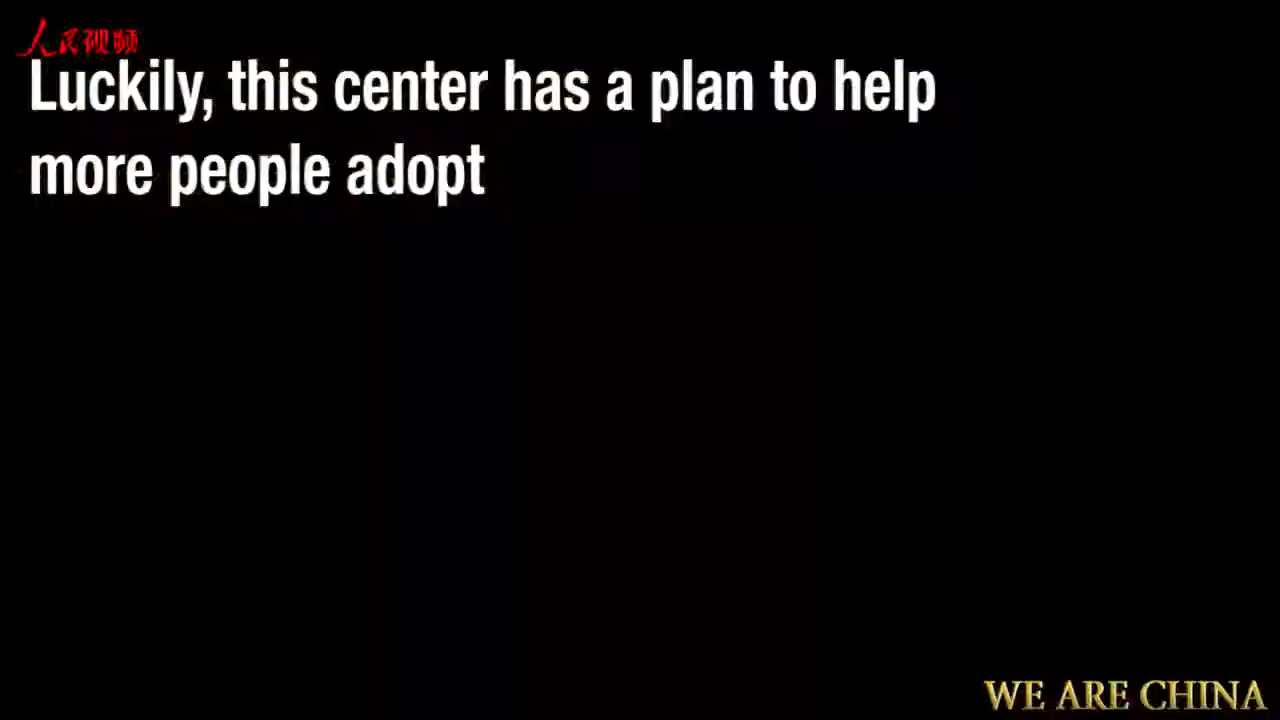 人民视频
Luckily, this center has a plan to help
more people adopt
WE ARE CHINA